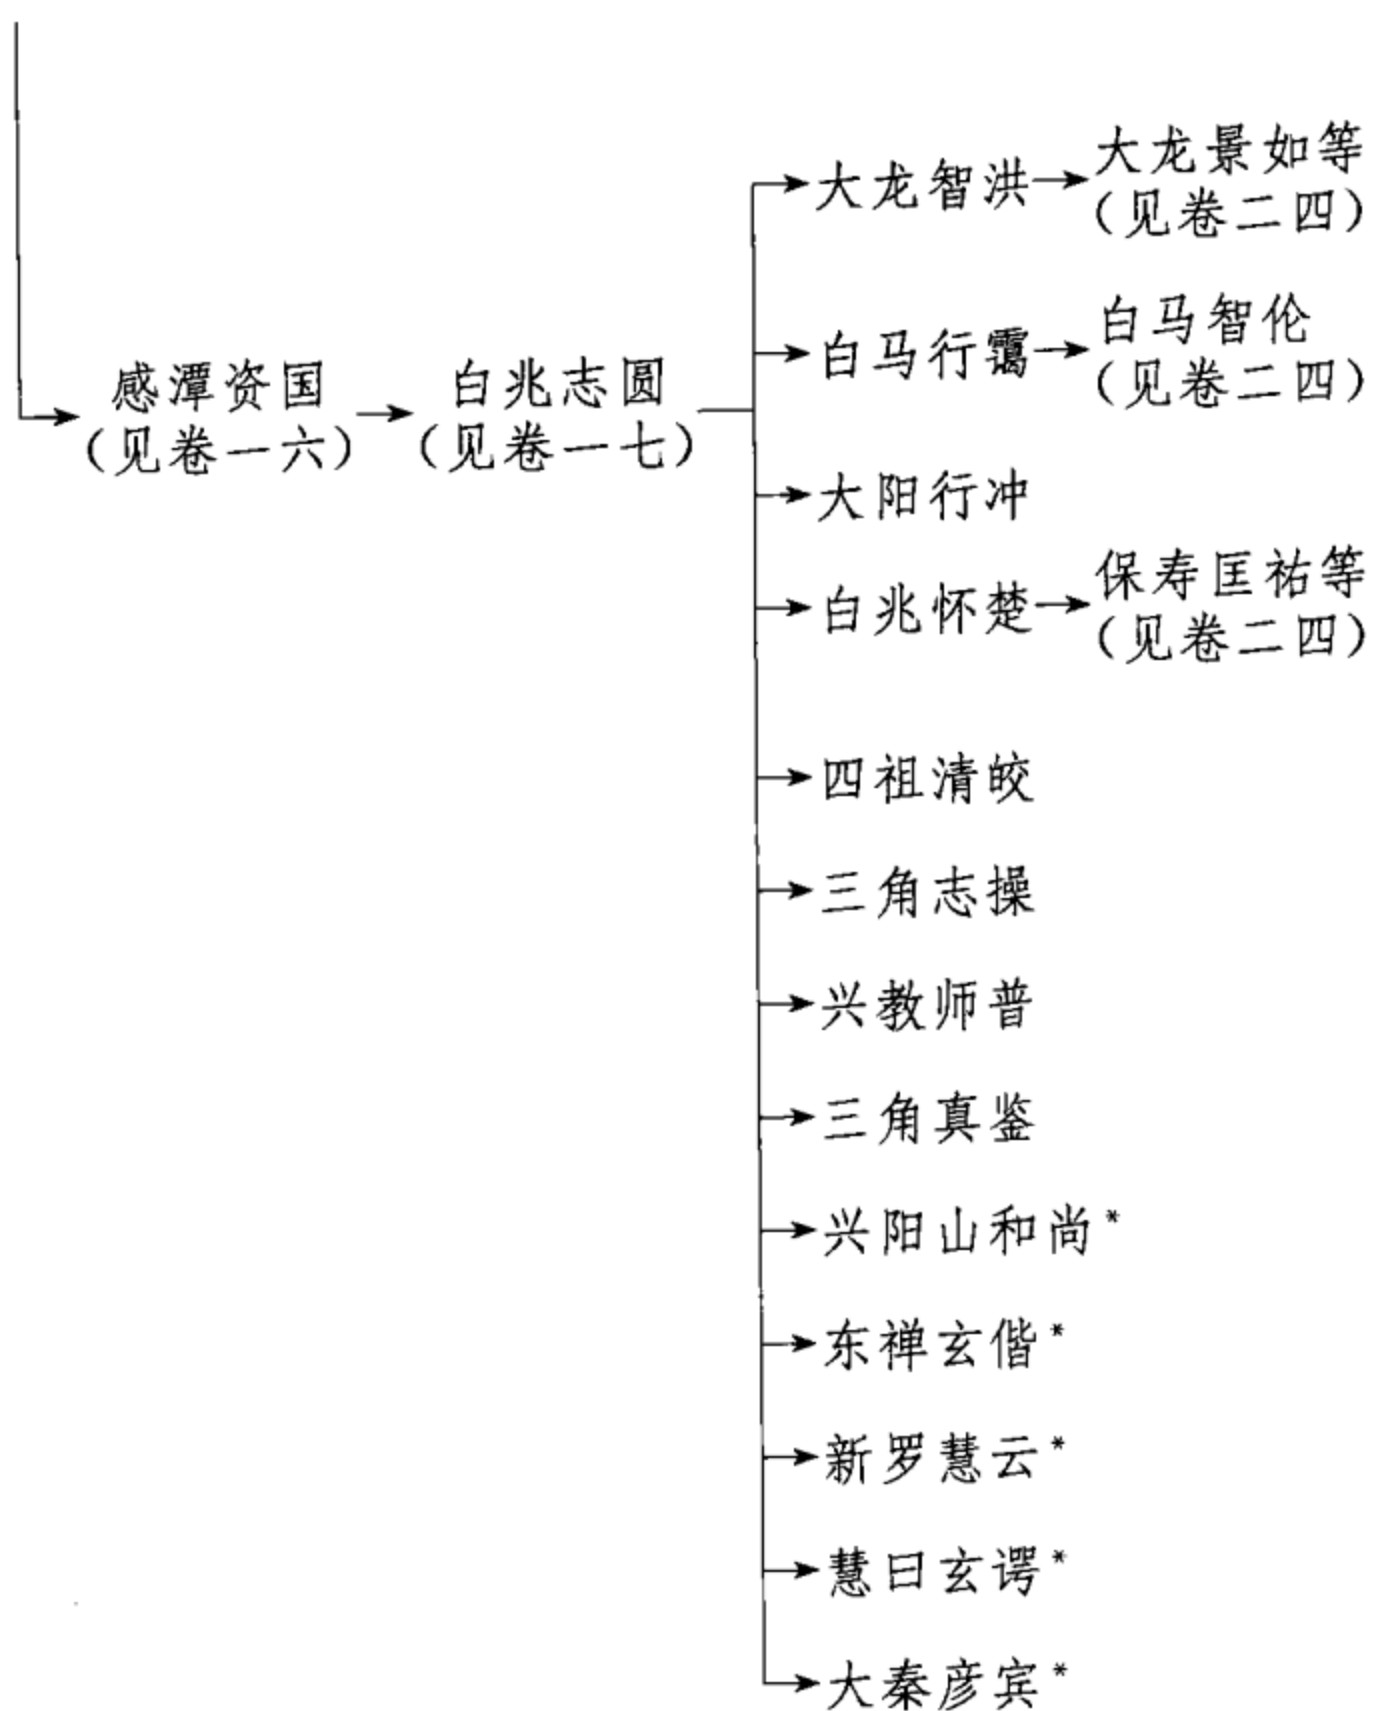 大龙智洪
大龙景如等
（见卷二四）
白马行霭
白马智伦
（见卷二四）
感潭资国
（见卷一六）
白兆志圆
（见卷一七）
大阳行冲
白兆怀楚
保寿匡祐等
（见卷二四）
四祖清皎
三角志操
兴教师普
三角真鉴
兴阳山和尚*
东禅玄偕*
新罗慧云*
慧日玄谔*
大秦彦宾*